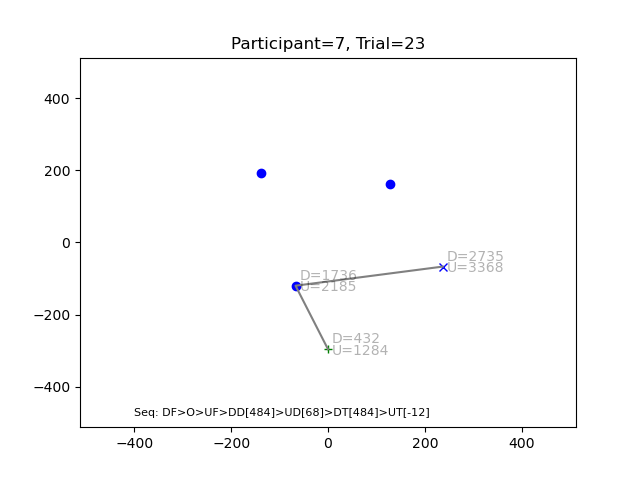 Participant=7, Trial=23
400
200
0
−200
−400
D=2735
U=3368
D=1736
U=2185
D=432
U=1284
Seq: DF>O>UF>DD[484]>UD[68]>DT[484]>UT[-12]
−400
−200
0
200
400